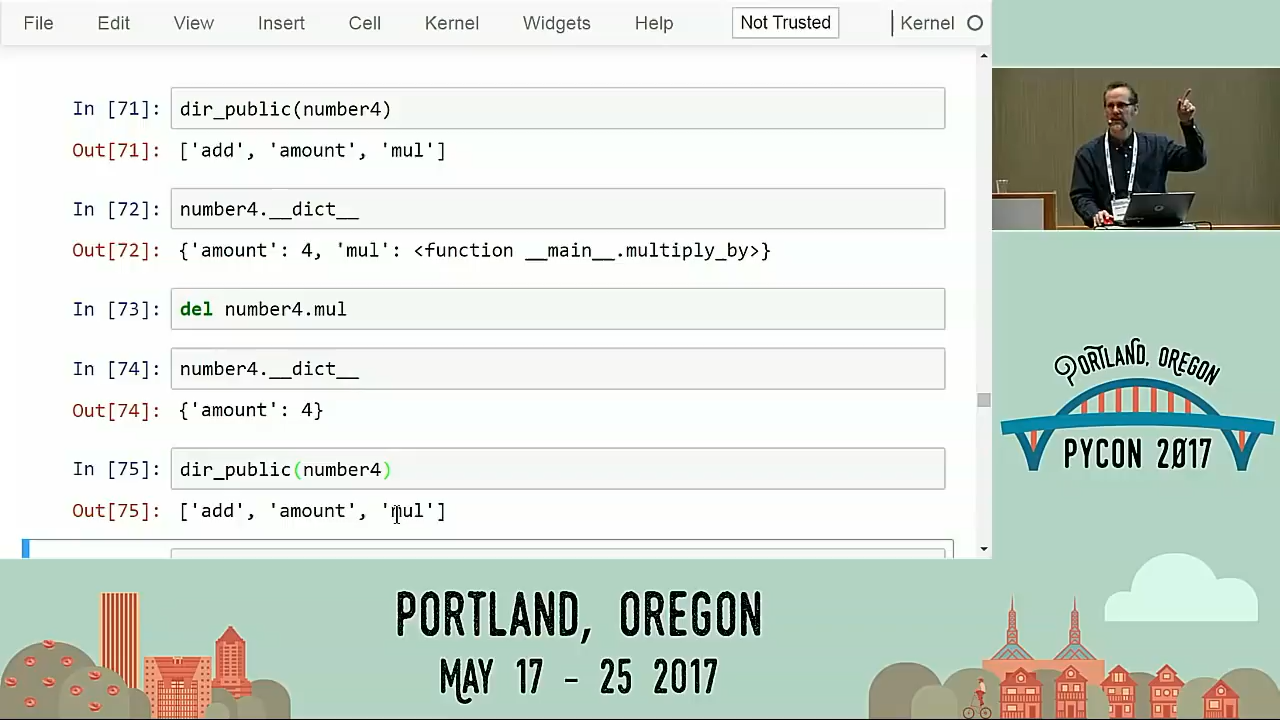 File Edit View Insert Cell Kernel Widgets Help Not Trusted Kernel
In [71]: dir_public(number4)
Out[71]: ['add', 'amount', 'mul']
In [72]: number4.__dict__
Out[72]: {'amount': 4, 'mul': <function __main__.multiply_by>}
In [73]: del number4.mul
In [74]: number4.__dict__
Out[74]: {'amount': 4}
In [75]: dir_public(number4)
Out[75]: ['add', 'amount', 'mul']
PORTLAND, OREGON
PYCON 2017
PORTLAND, OREGON
MAY 17 - 25 2017